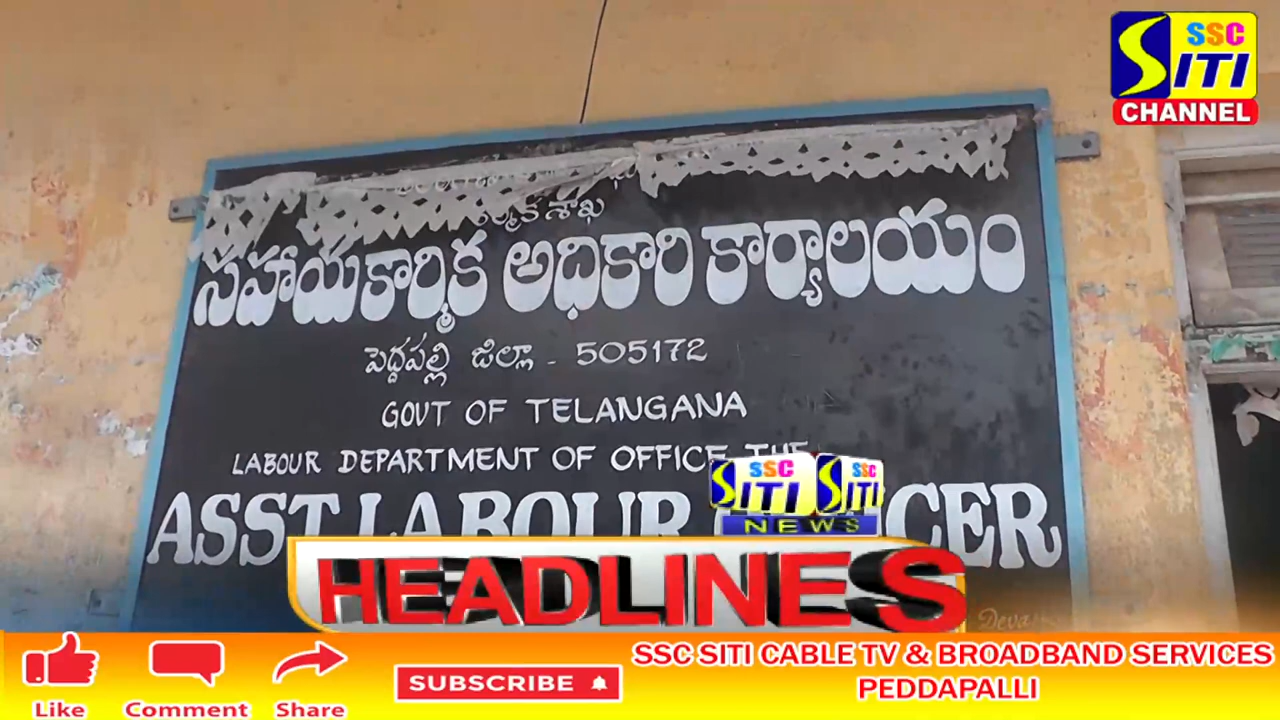 SSC
SITI
CHANNEL
కార్మిక శాఖ
సహాయకార్మిక అధికారి కార్యాలయం
పెద్దపల్లి జిల్లా - 505172
GOVT OF TELANGANA
LABOUR DEPARTMENT OF OFFICE THE
ASST LABOUR
SSC SSC
SITI SITI
NEWS
HEADLINES
SSC SITI CABLE TV & BROADBAND SERVICES
PEDDAPALLI
SUBSCRIBE
Like Comment Share